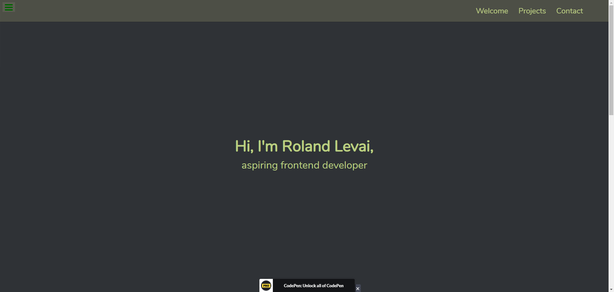 Welcome Projects Contact
Hi, I'm Roland Levai,
aspiring frontend developer
CodePen: Unlock all of CodePen